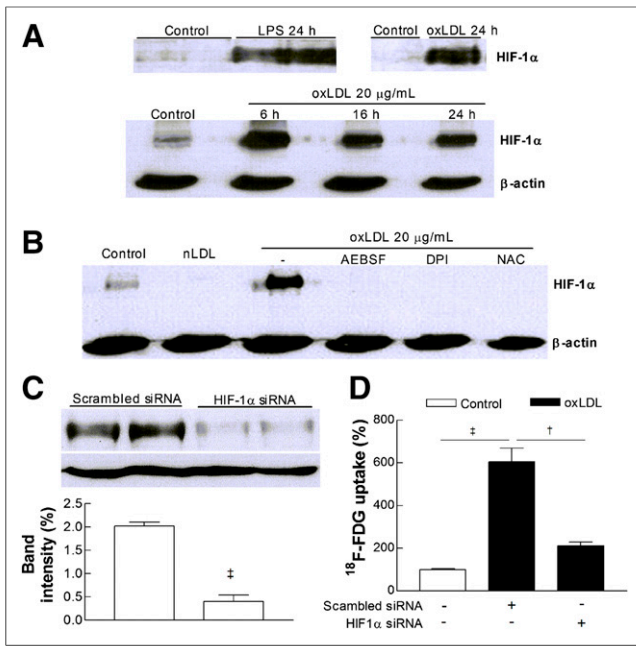 A
Control LPS 24 h Control oxLDL 24 h
HIF-1α
oxLDL 20 μg/mL
Control 6 h 16 h 24 h
HIF-1α
β-actin
B
oxLDL 20 μg/mL
Control nLDL - AEBSF DPI NAC
HIF-1α
β-actin
C
Scrambled siRNA HIF-1α siRNA
Band intensity (%)
2.5
2.0
1.5
1.0
0.5
0.0
‡
D
Control oxLDL
‡ †
18F-FDG uptake (%)
800
600
400
200
0
Scambled siRNA - + -
HIF1α siRNA - - +